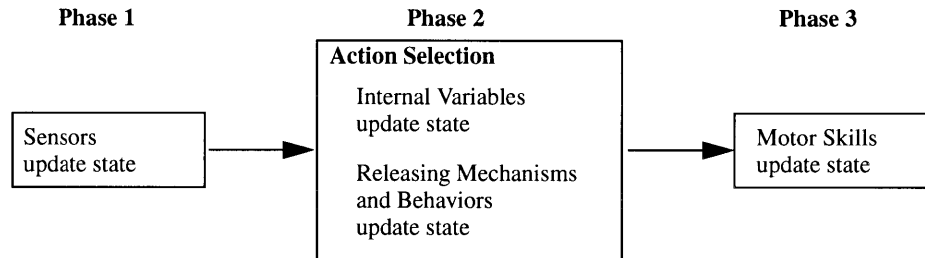 Phase 1
Phase 2
Phase 3
Action Selection
Internal Variables
update state
Sensors
update state
Motor Skills
update state
Releasing Mechanisms
and Behaviors
update state